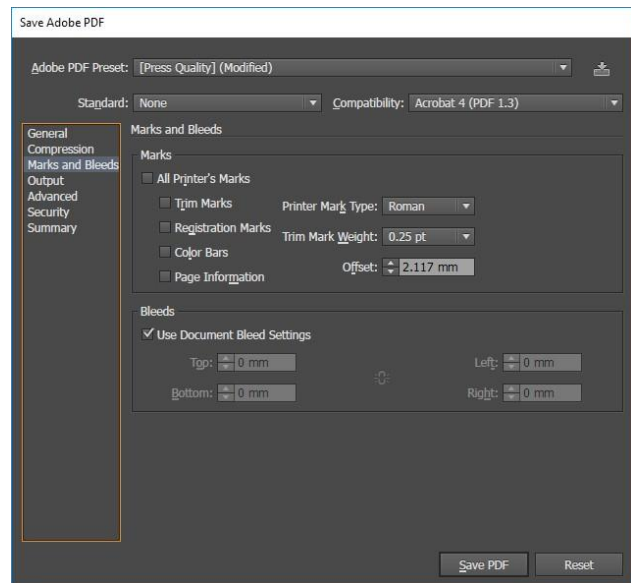 Save Adobe PDF
Adobe PDF Preset: [Press Quality] (Modified)
Standard: None Compatibility: Acrobat 4 (PDF 1.3)
General
Compression
Marks and Bleeds
Output
Advanced
Security
Summary
Marks and Bleeds
Marks
All Printer's Marks
Trim Marks
Registration Marks
Color Bars
Page Information
Printer Mark Type: Roman
Trim Mark Weight: 0.25 pt
Offset: 2.117 mm
Bleeds
Use Document Bleed Settings
Top: 0 mm Left: 0 mm
Bottom: 0 mm Right: 0 mm
Save PDF Reset